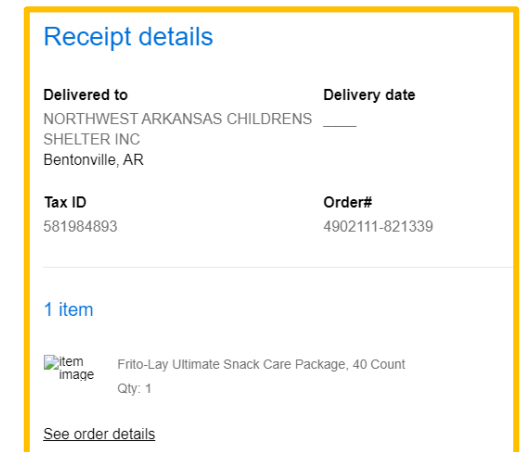 Receipt details
Delivered to Delivery date
NORTHWEST ARKANSAS CHILDRENS ____
SHELTER INC
Bentonville, AR
Tax ID Order#
581984893 4902111-821339
1 item
item image
Frito-Lay Ultimate Snack Care Package, 40 Count
Qty: 1
See order details